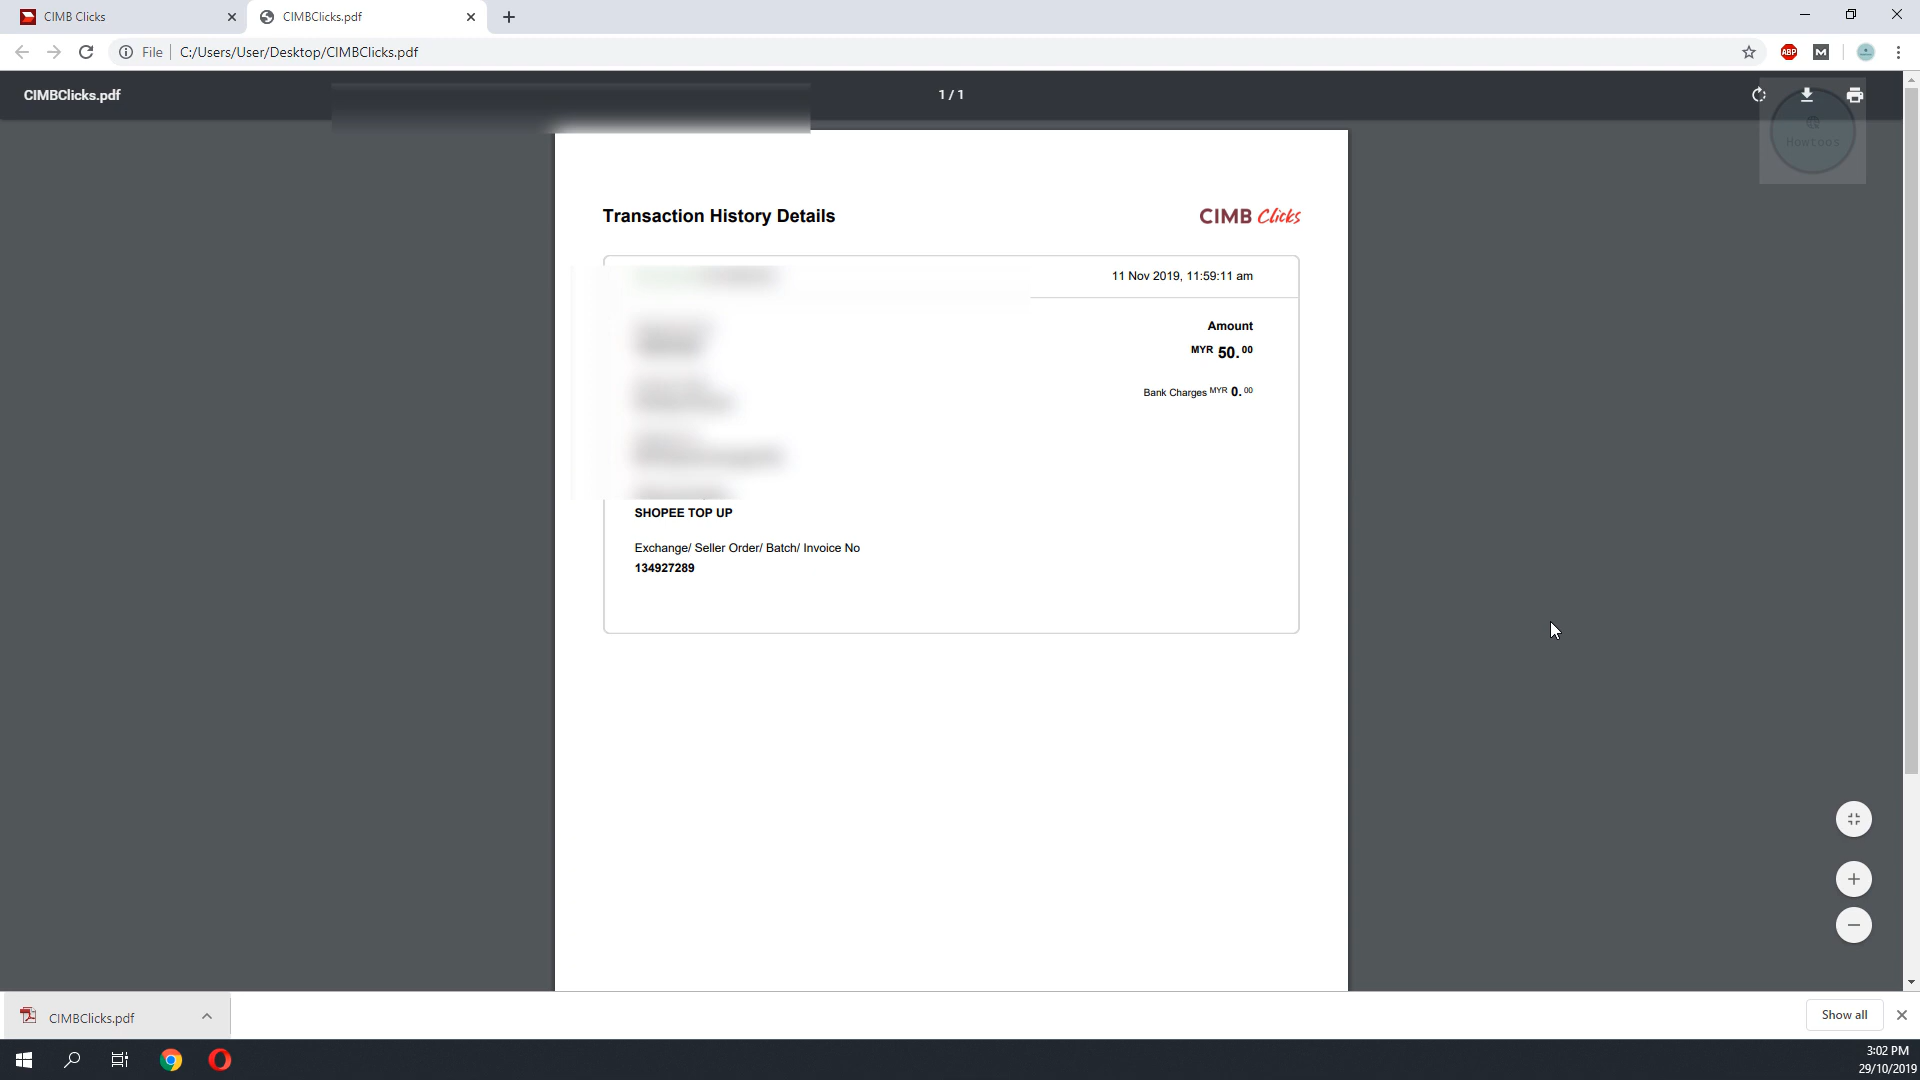 CIMB Clicks
CIMBClicks.pdf
File
C:/Users/User/Desktop/CIMBClicks.pdf
ABP
M
CIMBClicks.pdf
1 / 1
Howtoos
Transaction History Details
CIMB Clicks
11 Nov 2019, 11:59:11 am
Amount
MYR 50.00
Bank Charges MYR 0.00
SHOPEE TOP UP
Exchange/ Seller Order/ Batch/ Invoice No
134927289
CIMBClicks.pdf
Show all
3:02 PM
29/10/2019